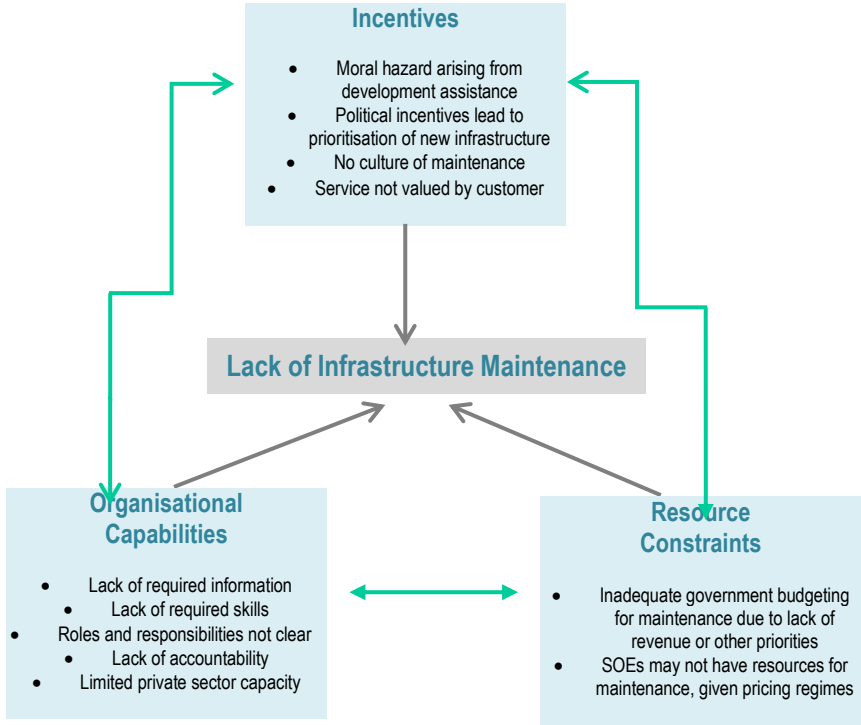 Incentives
• Moral hazard arising from
development assistance
• Political incentives lead to
prioritisation of new infrastructure
• No culture of maintenance
• Service not valued by customer
Lack of Infrastructure Maintenance
Organisational
Capabilities
• Lack of required information
• Lack of required skills
• Roles and responsibilities not clear
• Lack of accountability
• Limited private sector capacity
Resource
Constraints
• Inadequate government budgeting
for maintenance due to lack of
revenue or other priorities
• SOEs may not have resources for
maintenance, given pricing regimes